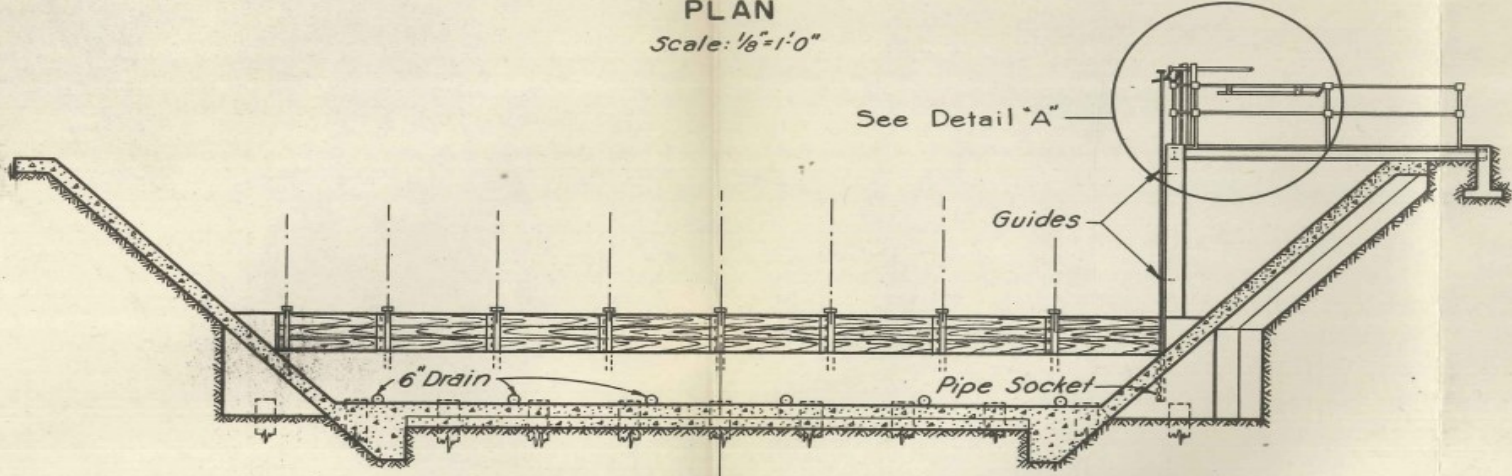 PLAN
Scale: 1/8"=1'-0"
See Detail "A"
Guides
6" Drain
Pipe Socket